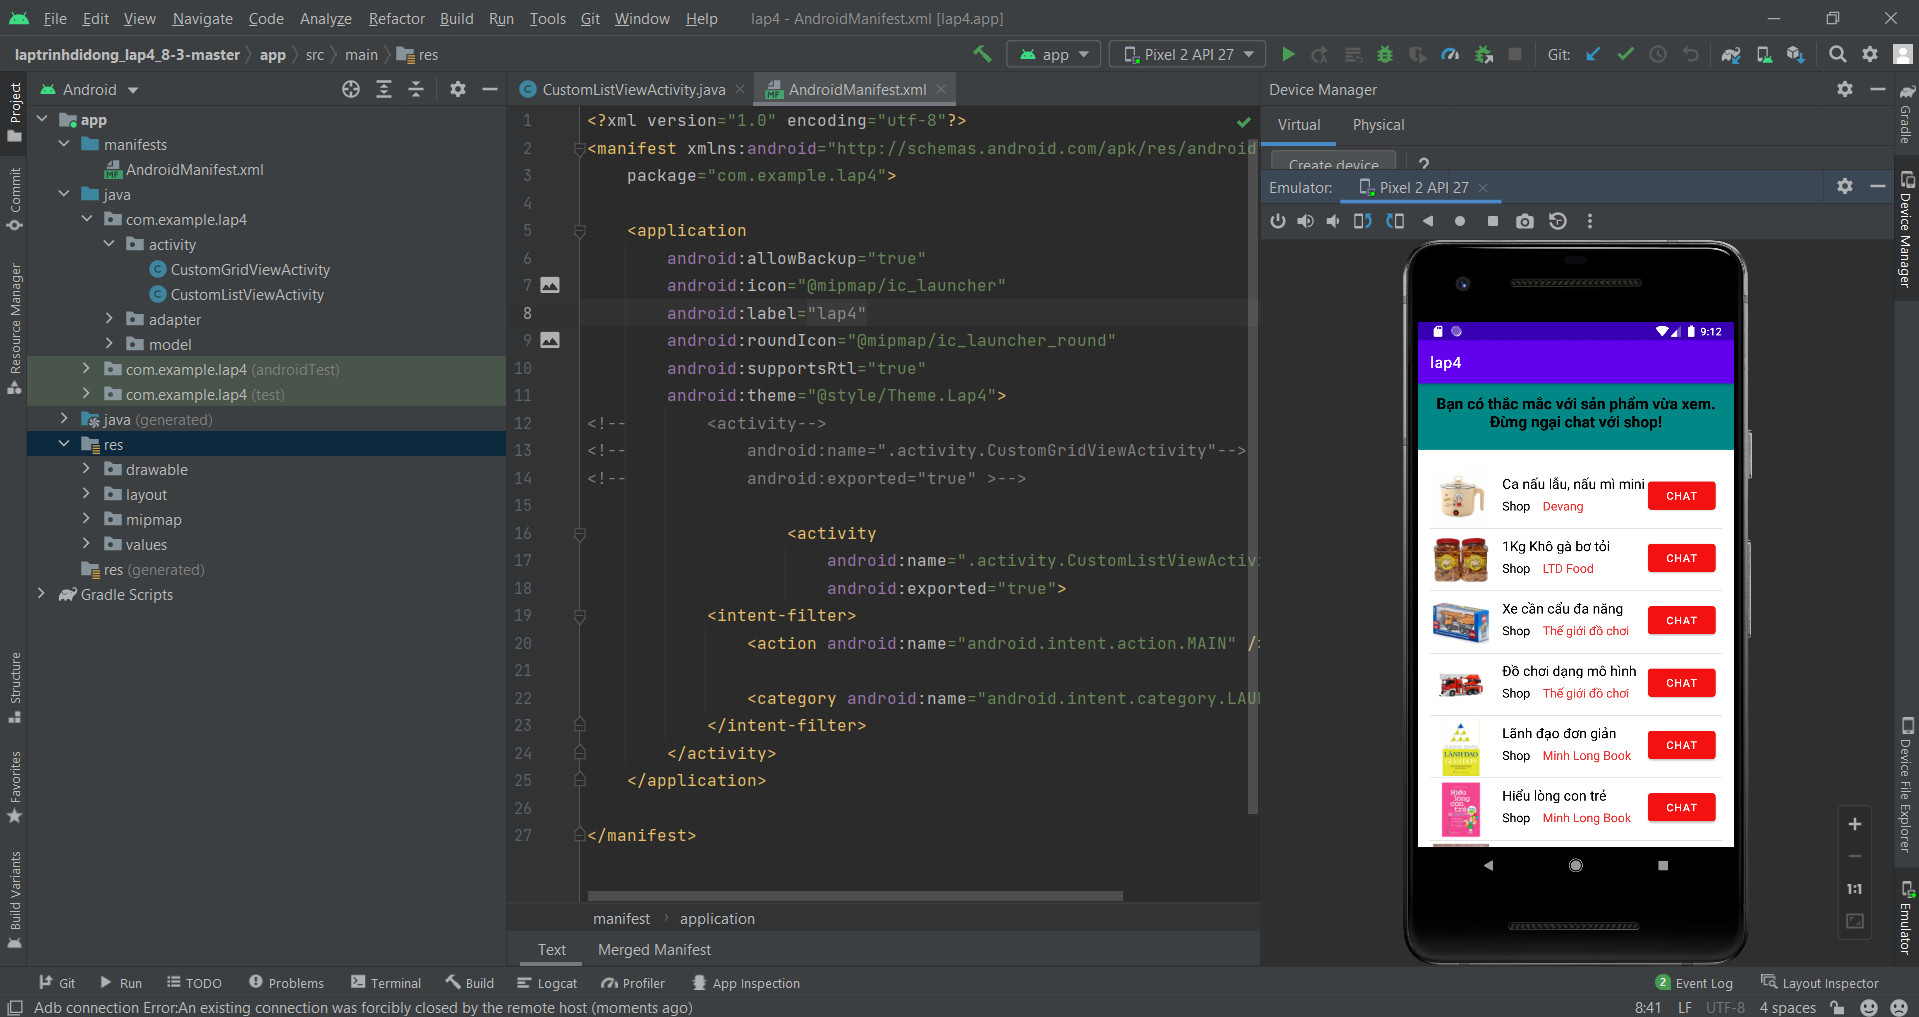 File Edit View Navigate Code Analyze Refactor Build Run Tools Git Window Help lap4 - AndroidManifest.xml [lap4.app]
laptrinhdidong_lap4_8-3-master app src main res app Pixel 2 API 27 Git:
Project
Commit
Resource Manager
Structure
Favorites
Build Variants
Android
app
manifests
AndroidManifest.xml
java
com.example.lap4
activity
CustomGridViewActivity
CustomListViewActivity
adapter
model
com.example.lap4 (androidTest)
com.example.lap4 (test)
java (generated)
res
drawable
layout
mipmap
values
res (generated)
Gradle Scripts
CustomListViewActivity.java AndroidManifest.xml
1 <?xml version="1.0" encoding="utf-8"?>
2 <manifest xmlns:android="http://schemas.android.com/apk/res/android
3 package="com.example.lap4">
4
5 <application
6 android:allowBackup="true"
7 android:icon="@mipmap/ic_launcher"
8 android:label="lap4"
9 android:roundIcon="@mipmap/ic_launcher_round"
10 android:supportsRtl="true"
11 android:theme="@style/Theme.Lap4">
12 <!-- <activity-->
13 <!-- android:name=".activity.CustomGridViewActivity"-->
14 <!-- android:exported="true" >-->
15
16 <activity
17 android:name=".activity.CustomListViewActiv
18 android:exported="true">
19 <intent-filter>
20 <action android:name="android.intent.action.MAIN" /
21
22 <category android:name="android.intent.category.LAU
23 </intent-filter>
24 </activity>
25 </application>
26
27 </manifest>
manifest application
Text Merged Manifest
Device Manager
Virtual Physical
Create device ?
Emulator: Pixel 2 API 27
9:12
lap4
Bạn có thắc mắc với sản phẩm vừa xem.
Đừng ngại chat với shop!
Ca nấu lẩu, nấu mì mini
Shop Devang
CHAT
1Kg Khô gà bơ tỏi
Shop LTD Food
CHAT
Xe cần cẩu đa năng
Shop Thế giới đồ chơi
CHAT
Đồ chơi dạng mô hình
Shop Thế giới đồ chơi
CHAT
LÃNH ĐẠO
Lãnh đạo đơn giản
Shop Minh Long Book
CHAT
Hiểu lòng con trẻ
Hiểu lòng con trẻ
Shop Minh Long Book
CHAT
1:1
Gradle
Device Manager
Device File Explorer
Emulator
Git Run TODO Problems Terminal Build Logcat Profiler App Inspection 2 Event Log Layout Inspector
Adb connection Error:An existing connection was forcibly closed by the remote host (moments ago) 8:41 LF UTF-8 4 spaces